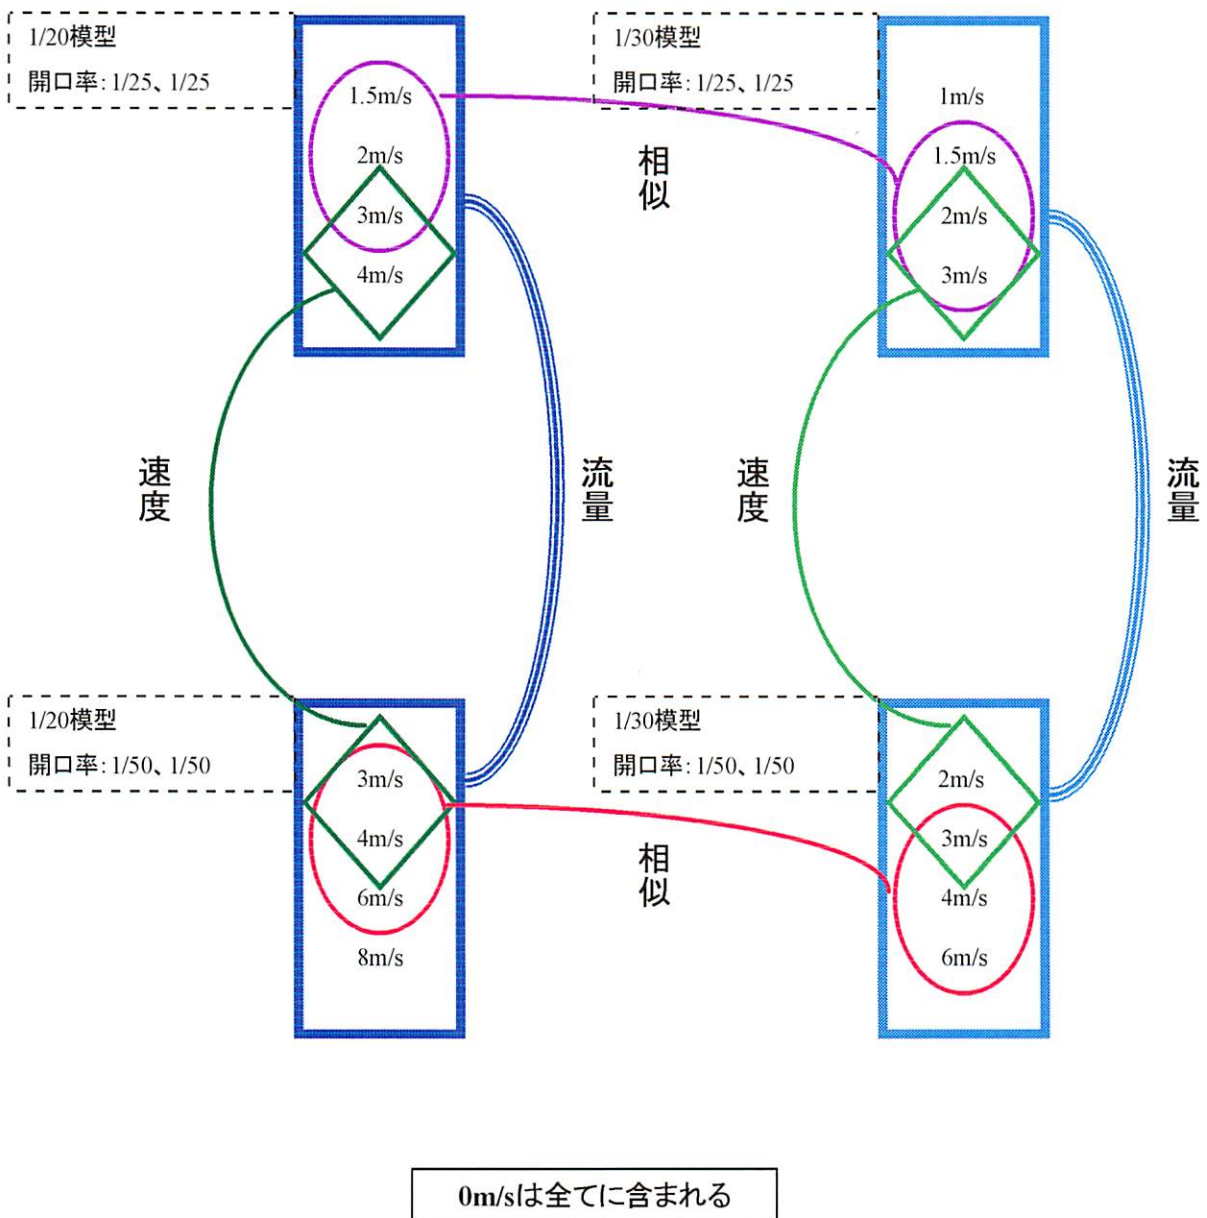 1/20模型
開口率: 1/25、1/25
1.5m/s
2m/s
3m/s
4m/s
相似
1/30模型
開口率: 1/25、1/25
1m/s
1.5m/s
2m/s
3m/s
速度
流量
速度
流量
1/20模型
開口率: 1/50、1/50
3m/s
4m/s
6m/s
8m/s
相似
1/30模型
開口率: 1/50、1/50
2m/s
3m/s
4m/s
6m/s
0m/sは全てに含まれる